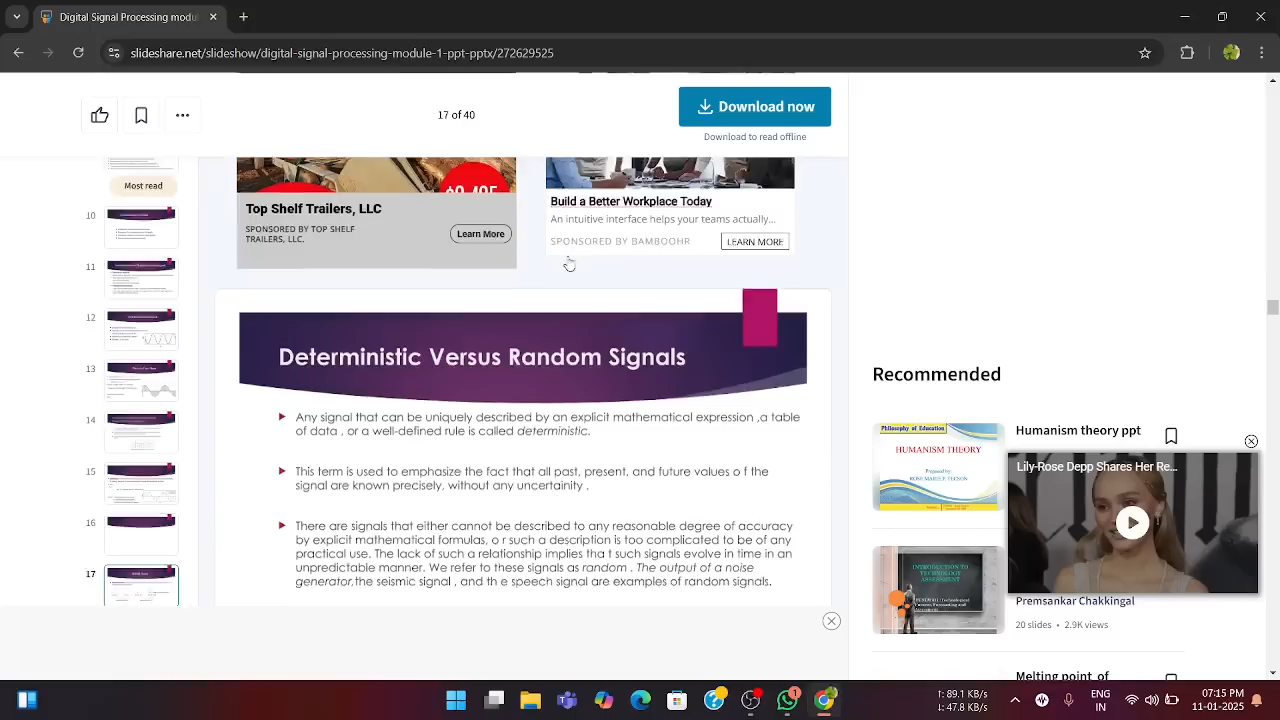 Digital Signal Processing
slideshare.net/slideshow/digital-signal-processing-module-1-ppt-pptx/272629525
17 of 40
Download now
Download to read offline
Most read
10
11
12
13
14
15
16
17
Top Shelf Trailers, LLC
SPONSORED BY TOP SHELF
TRAILERS, LLC.
Learn More
Build a Better Workplace Today
An intuitive interface helps your teams actually...
SPONSORED BY BAMBOOHR
LEARN MORE
Deterministic Versus Random Signals
Any signal that can be uniquely described by an explicit mathematical expression ,a table
of data , or a well-defined rule is called deterministic.
This term is used to emphasize the fact that all past, present, and future values o f the
signal are known precisely, without any uncertainty .
There are signals that either cannot be described to any reasonable degree of accuracy
by explicit mathematical formulas, o r such a description is too complicated to be of any
practical use. The lack of such a relationship implies tha t such signals evolve in time in an
unpredictable manner. We refer to these signals as random . The output of a noise
generator,the seismic signal , and th e speech signal are examples of random signals.
Recommended
Philosophy of Education
HUMANISM THEORY
Prepared by:
Humanism theory ppt
Lily-Rose Depp Shares Her Re...
INTRODUCTION TO
TECHNOLOGY
ASSESSMENT
Premsankar Chakkingal
20 slides • 2.9K views
Melting point of
1
↑: 89.1 KB/s
↓: 47.8 KB/s
ENG
IN
07:15 PM
11-01-2025